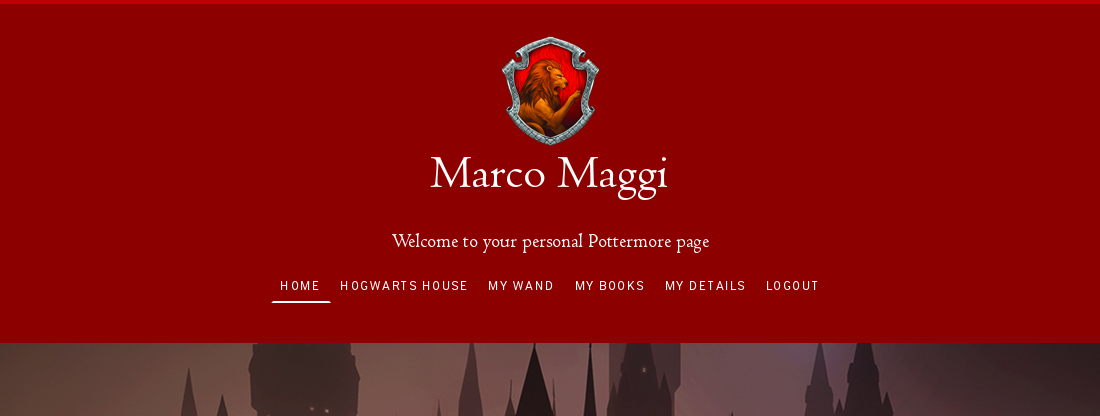 Marco Maggi
Welcome to your personal Pottermore page
HOME HOGWARTS HOUSE MY WAND MY BOOKS MY DETAILS LOGOUT